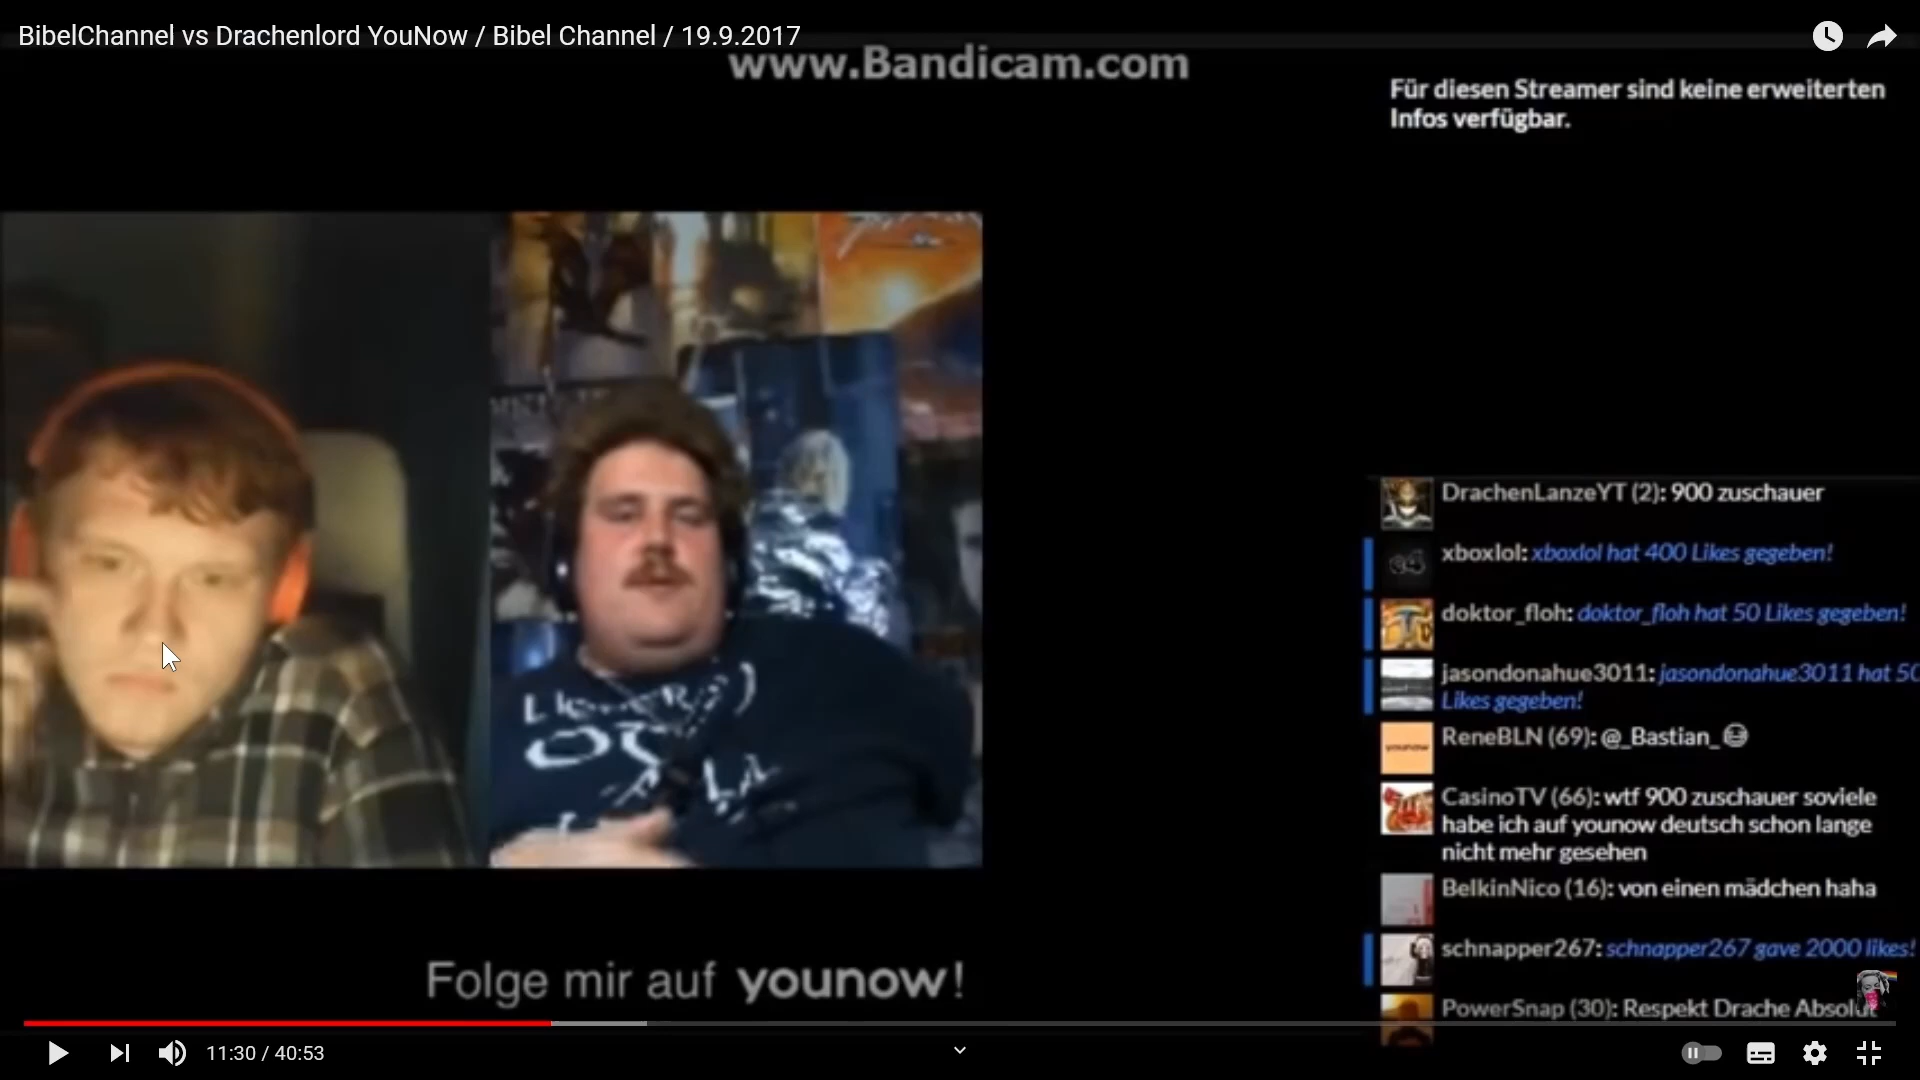 BibelChannel vs Drachenlord YouNow / Bibel Channel / 19.9.2017
www.Bandicam.com
Für diesen Streamer sind keine erweiterten
Infos verfügbar.
DrachenLanzeYT (2): 900 zuschauer
xboxlol: xboxlol hat 400 Likes gegeben!
doktor_floh: doktor_floh hat 50 Likes gegeben!
jasondonahue3011: jasondonahue3011 hat 50
Likes gegeben!
younow
ReneBLN (69): @_Bastian_😂
CasinoTV (66): wtf 900 zuschauer soviele
habe ich auf younow deutsch schon lange
nicht mehr gesehen
BelkinNico (16): von einen mädchen haha
schnapper267: schnapper267 gave 2000 likes!
PowerSnap (30): Respekt Drache Absolut
Folge mir auf younow!
11:30 / 40:53